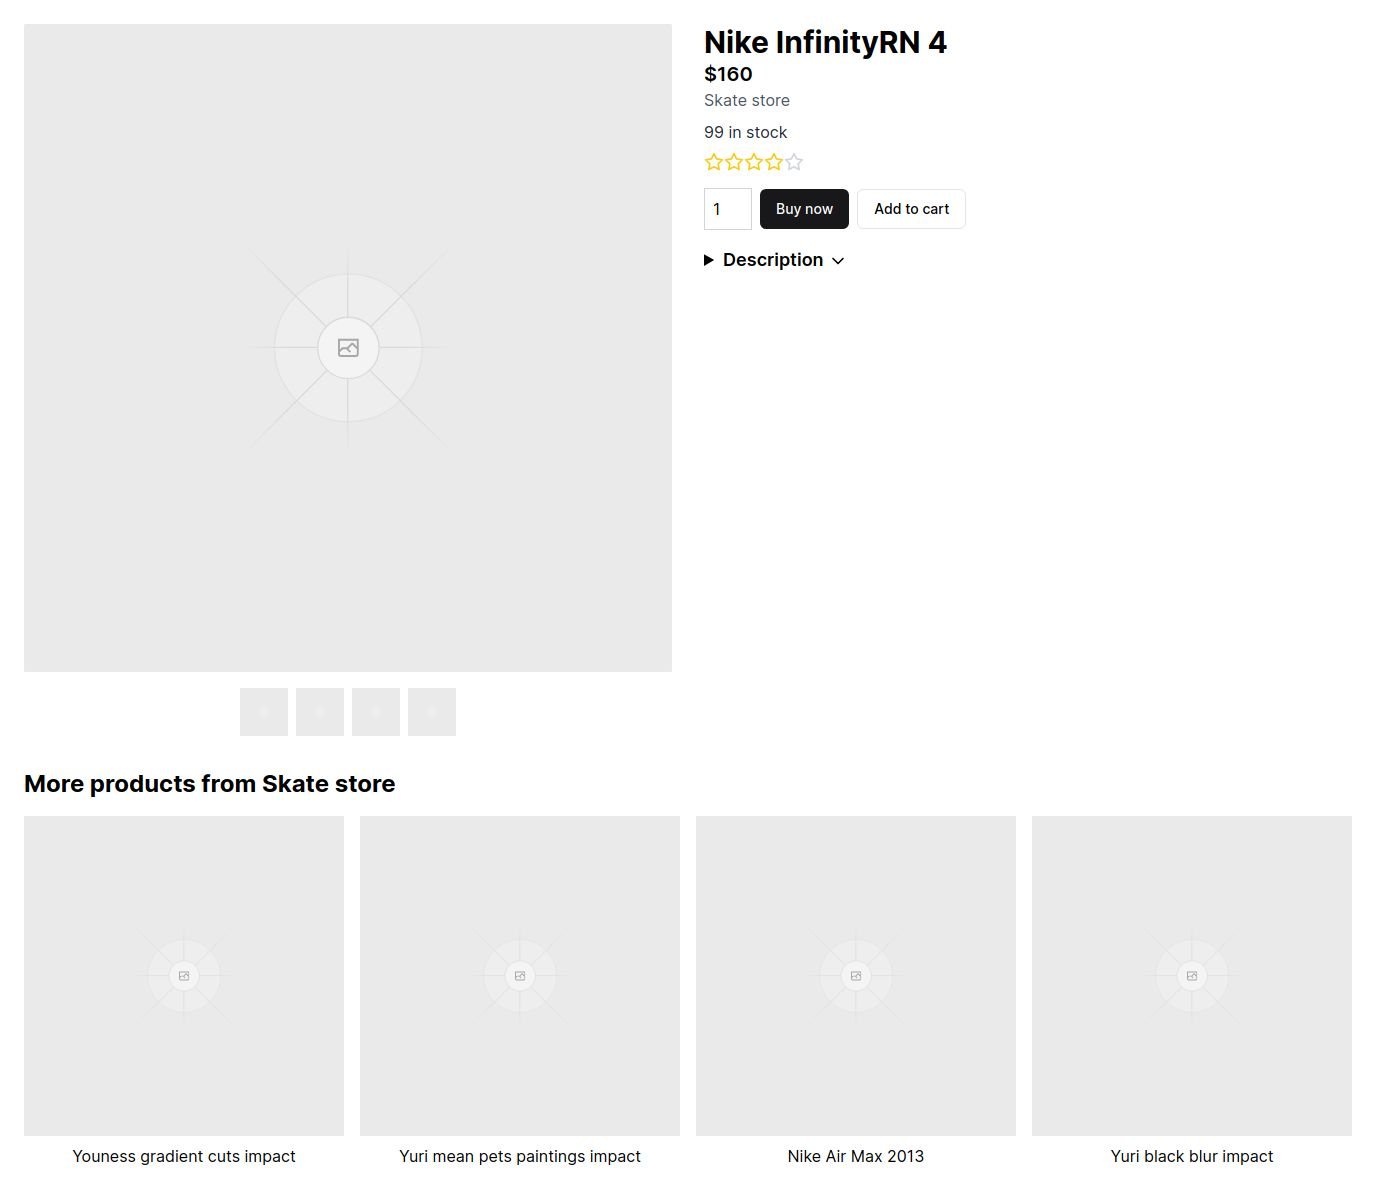 Nike InfinityRN 4
$160
Skate store
99 in stock
1 Buy now Add to cart
Description
More products from Skate store
Youness gradient cuts impact
Yuri mean pets paintings impact
Nike Air Max 2013
Yuri black blur impact